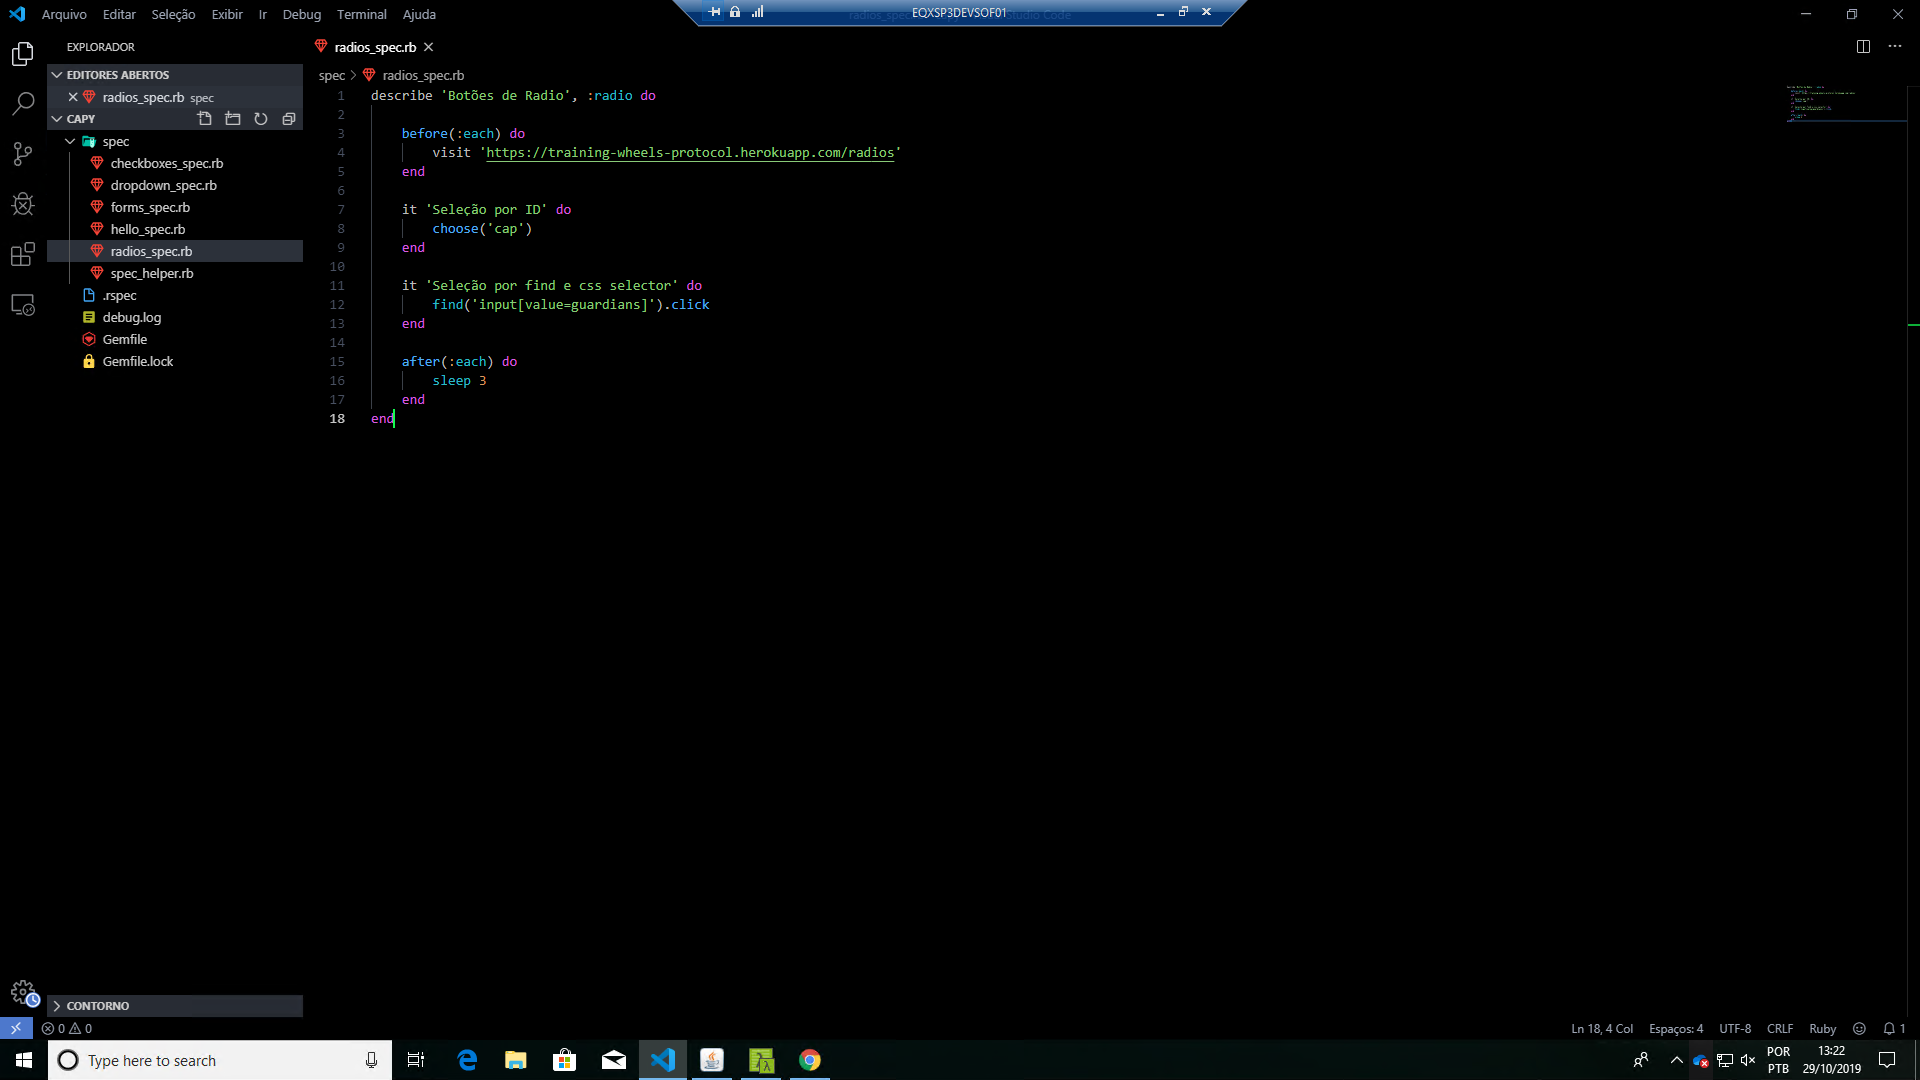 Arquivo Editar Seleção Exibir Ir Debug Terminal Ajuda
EQXSP3DEVSOF01
EXPLORADOR
EDITORES ABERTOS
radios_spec.rb spec
CAPY
spec
checkboxes_spec.rb
dropdown_spec.rb
forms_spec.rb
hello_spec.rb
radios_spec.rb
spec_helper.rb
.rspec
debug.log
Gemfile
Gemfile.lock
CONTORNO
radios_spec.rb
spec > radios_spec.rb
1 describe 'Botões de Radio', :radio do
2
3 before(:each) do
4 visit 'https://training-wheels-protocol.herokuapp.com/radios'
5 end
6
7 it 'Seleção por ID' do
8 choose('cap')
9 end
10
11 it 'Seleção por find e css selector' do
12 find('input[value=guardians]').click
13 end
14
15 after(:each) do
16 sleep 3
17 end
18 end
0 0
Ln 18, 4 Col Espaços: 4 UTF-8 CRLF Ruby 1
Type here to search
POR
PTB
13:22
29/10/2019